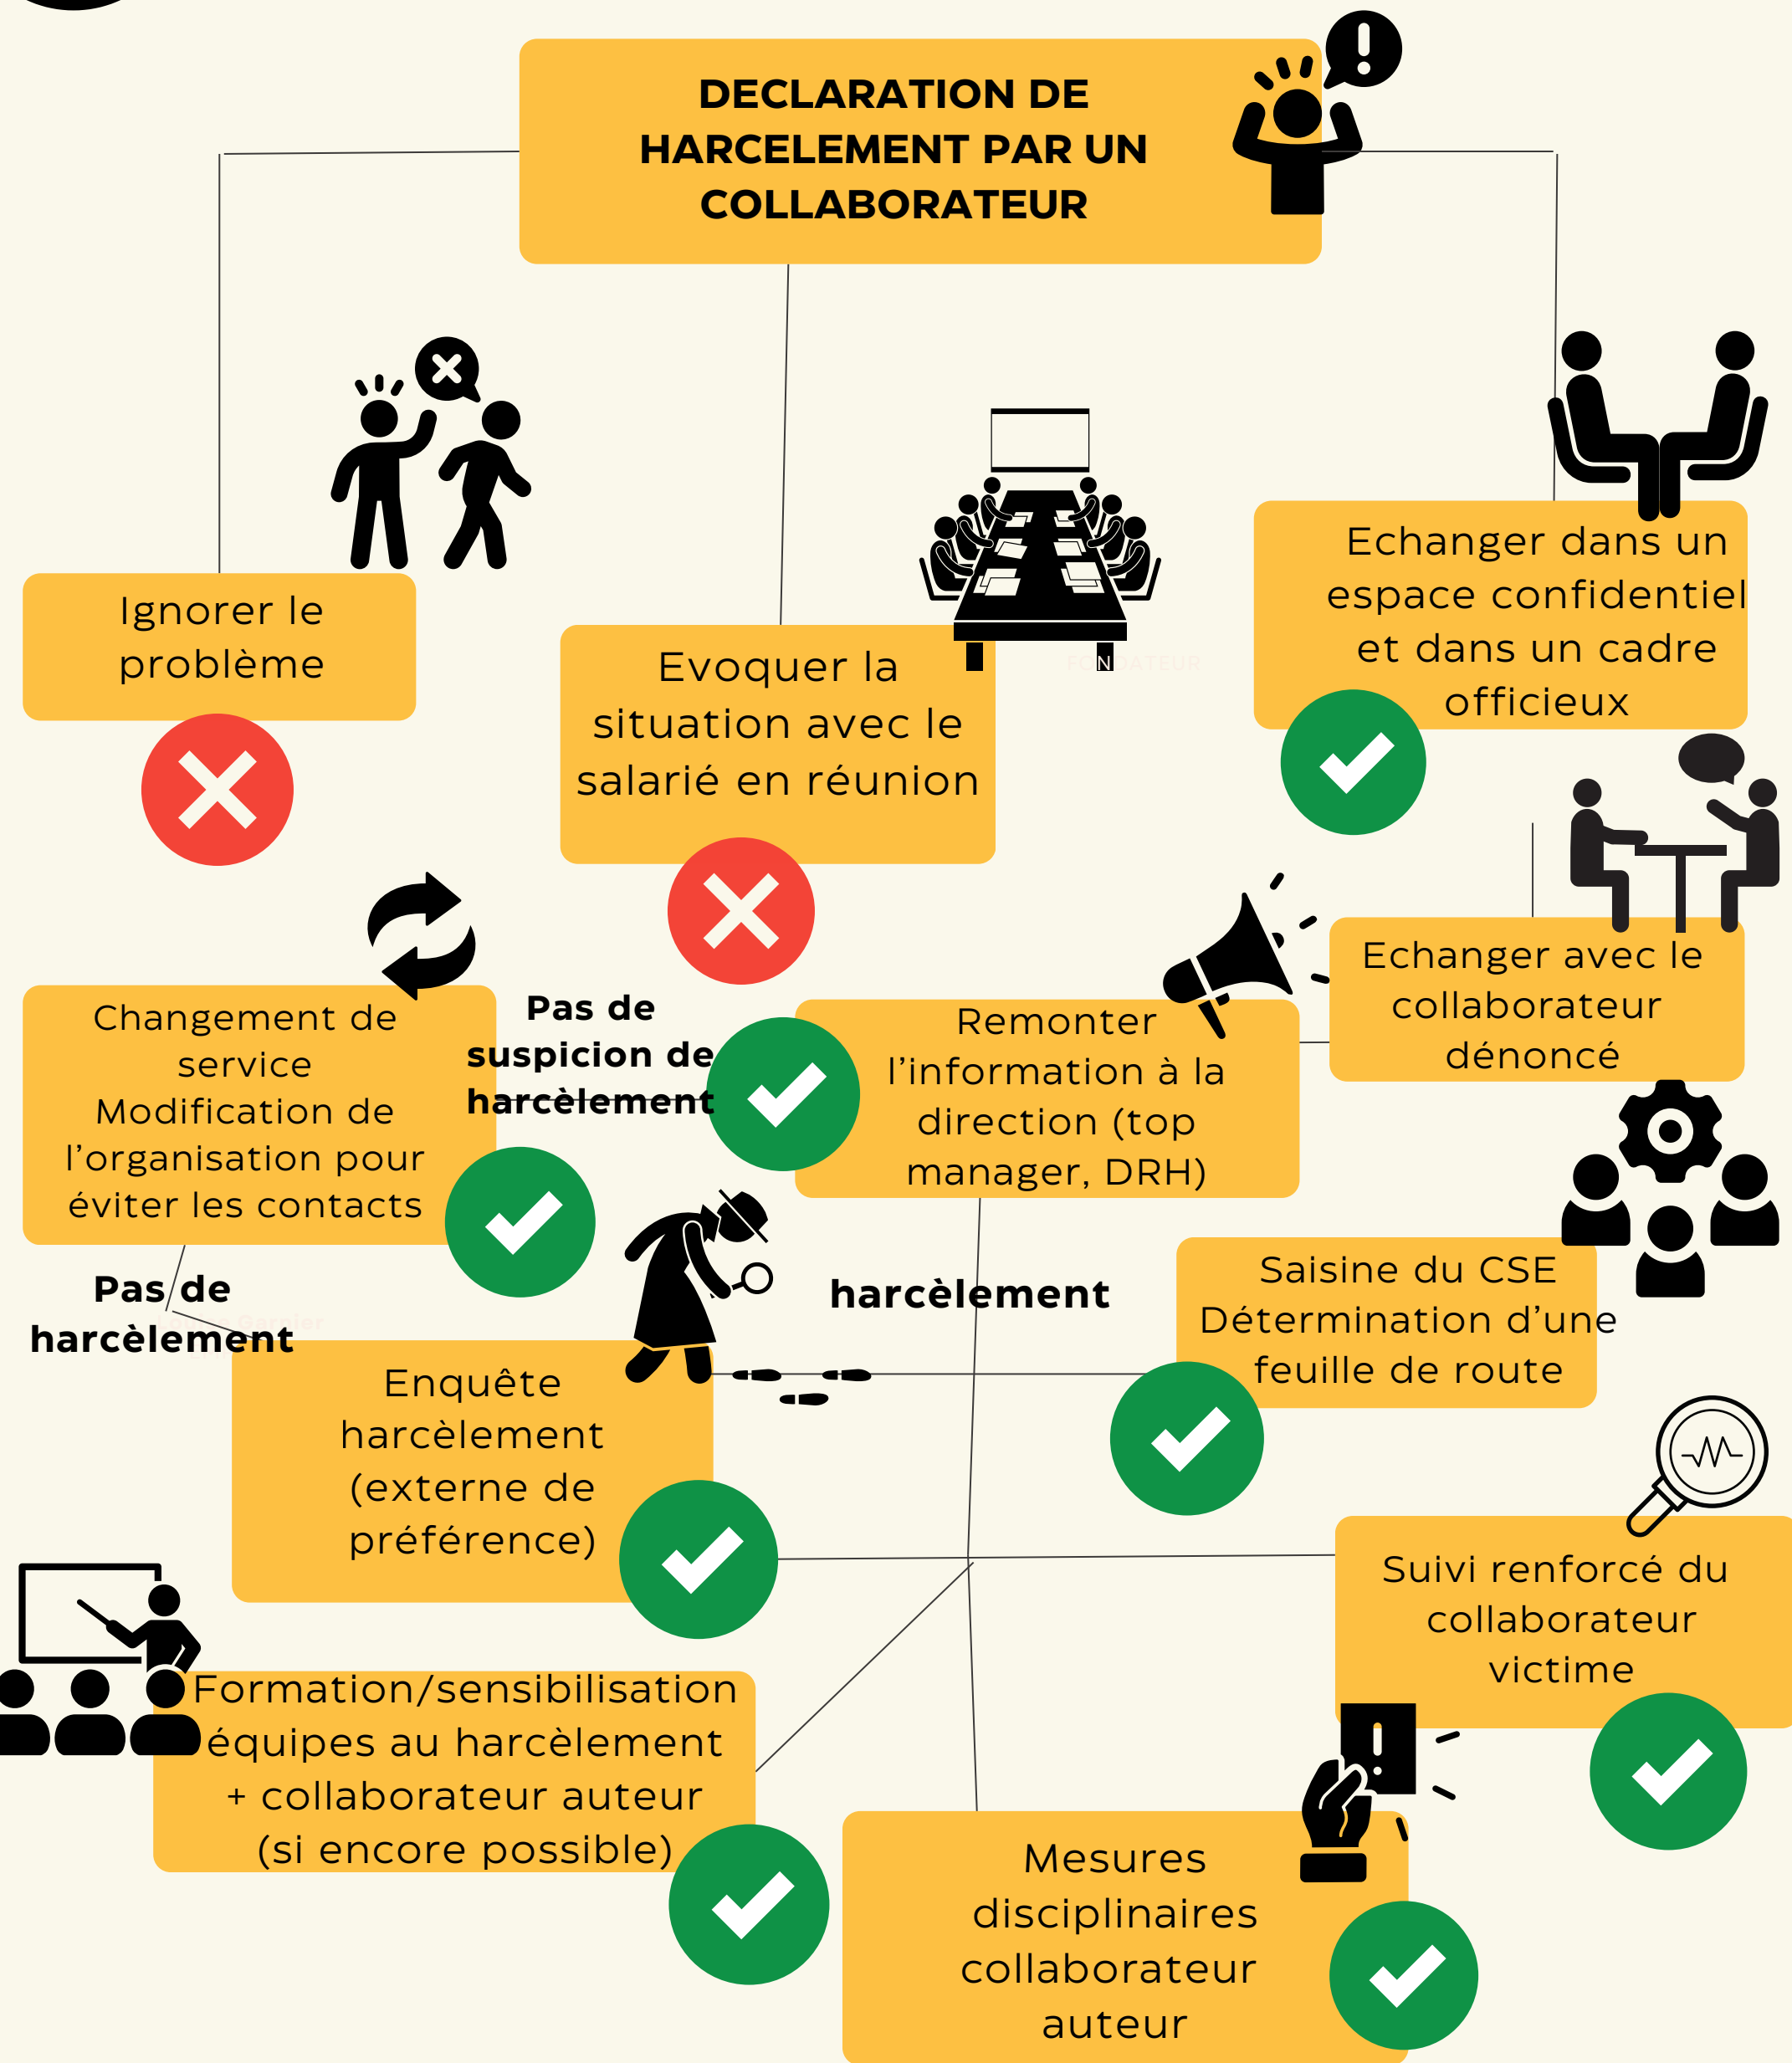 DECLARATION DE
HARCELEMENT PAR UN
COLLABORATEUR
Ignorer le
problème
Evoquer la
situation avec le
salarié en réunion
FONDATEUR
Echanger dans un
espace confidentiel
et dans un cadre
officieux
Echanger avec le
collaborateur
dénoncé
Remonter
l'information à la
direction (top
manager, DRH)
Pas de
suspicion de
harcèlement
Changement de
service
Modification de
l'organisation pour
éviter les contacts
Pas de
harcèlement
Garnier
Enquête
harcèlement
(externe de
préférence)
harcèlement
Saisine du CSE
Détermination d'une
feuille de route
Suivi renforcé du
collaborateur
victime
Formation/sensibilisation
équipes au harcèlement
+ collaborateur auteur
(si encore possible)
Mesures
disciplinaires
collaborateur
auteur